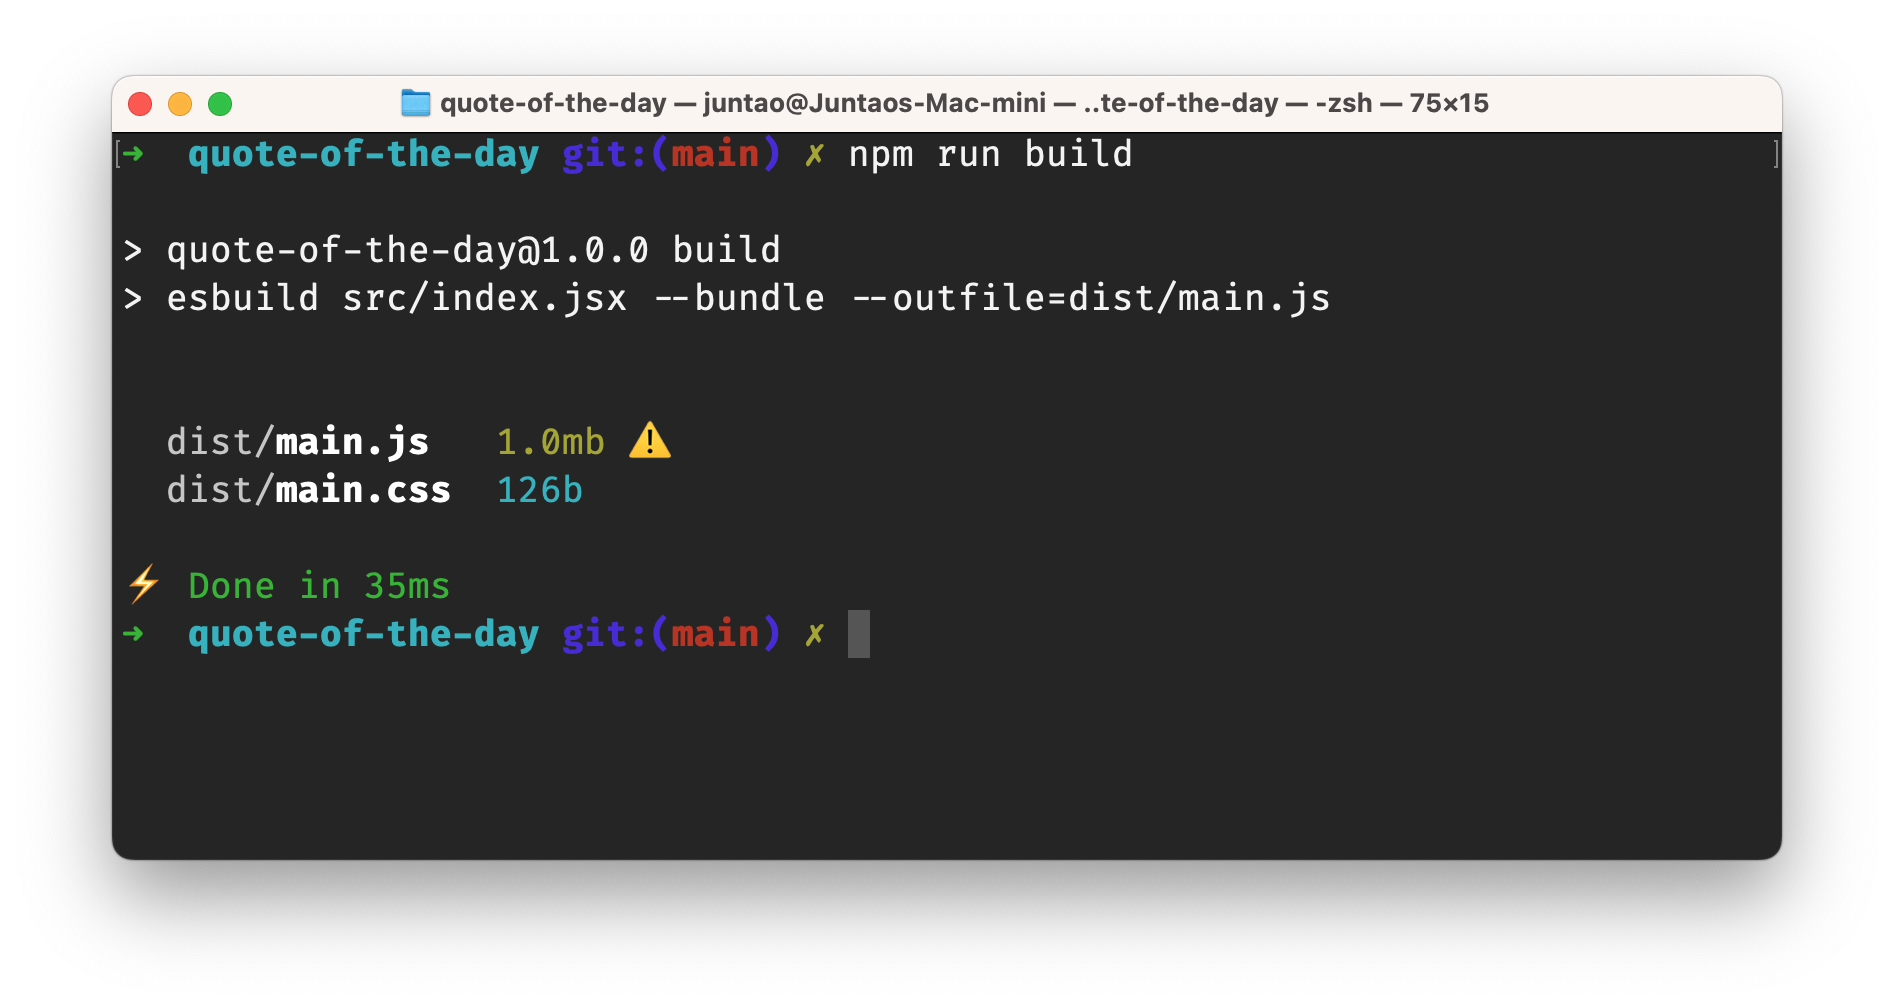 quote-of-the-day — juntao@Juntaos-Mac-mini — ..te-of-the-day — -zsh — 75×15
[➜  quote-of-the-day git:(main) ✗ npm run build ]
> quote-of-the-day@1.0.0 build
> esbuild src/index.jsx --bundle --outfile=dist/main.js
dist/main.js   1.0mb ⚠️
dist/main.css  126b
⚡ Done in 35ms
➜  quote-of-the-day git:(main) ✗